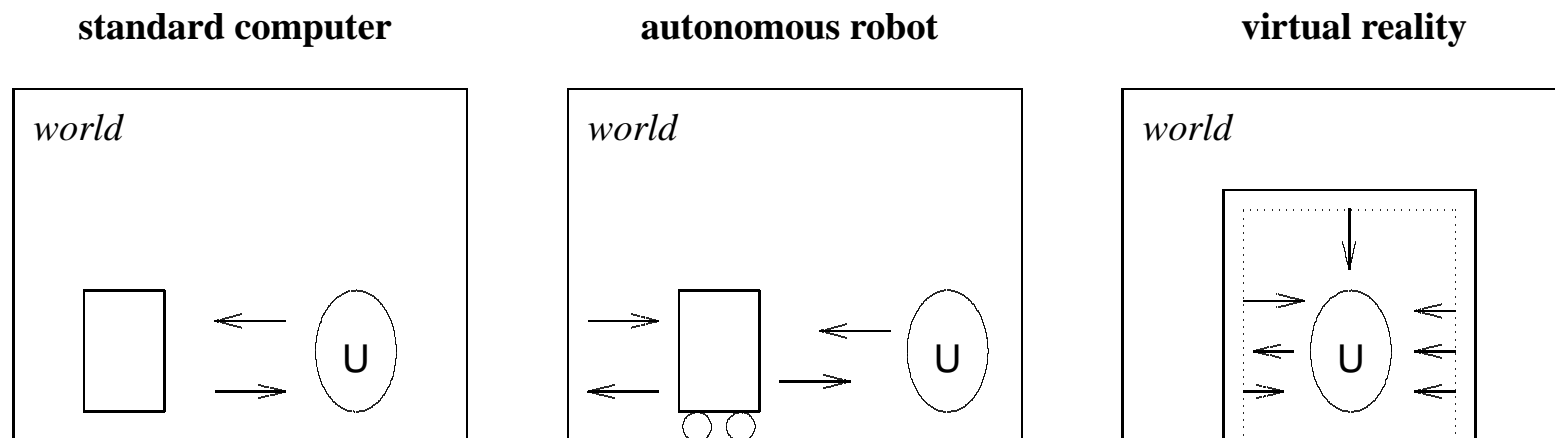 standard computer
autonomous robot
virtual reality
world
world
world
U
U
U